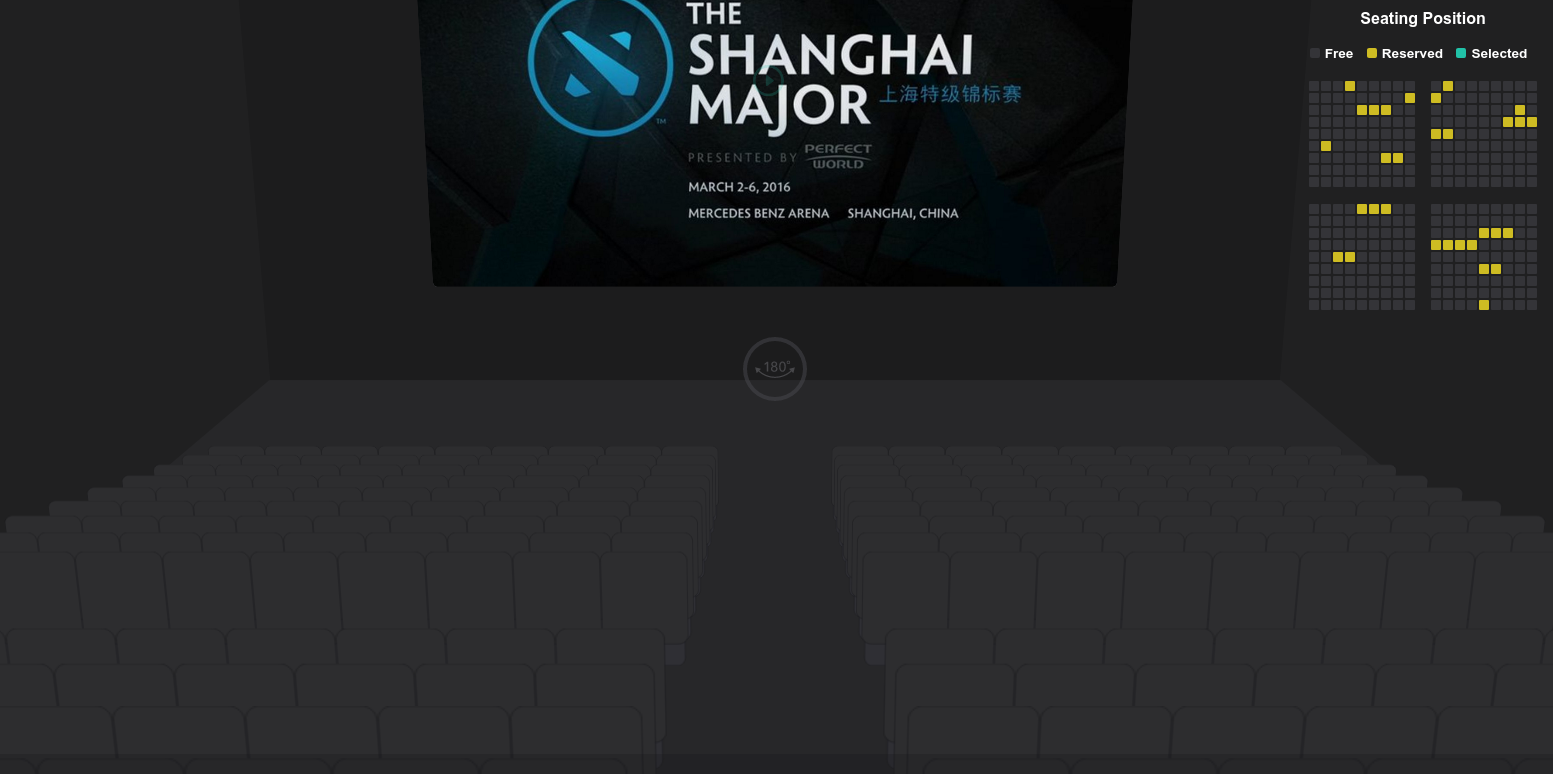 THE
SHANGHAI
MAJOR 上海特级锦标赛
TM
PRESENTED BY PERFECT WORLD
MARCH 2-6, 2016
MERCEDES BENZ ARENA SHANGHAI, CHINA
180°
Seating Position
Free Reserved Selected